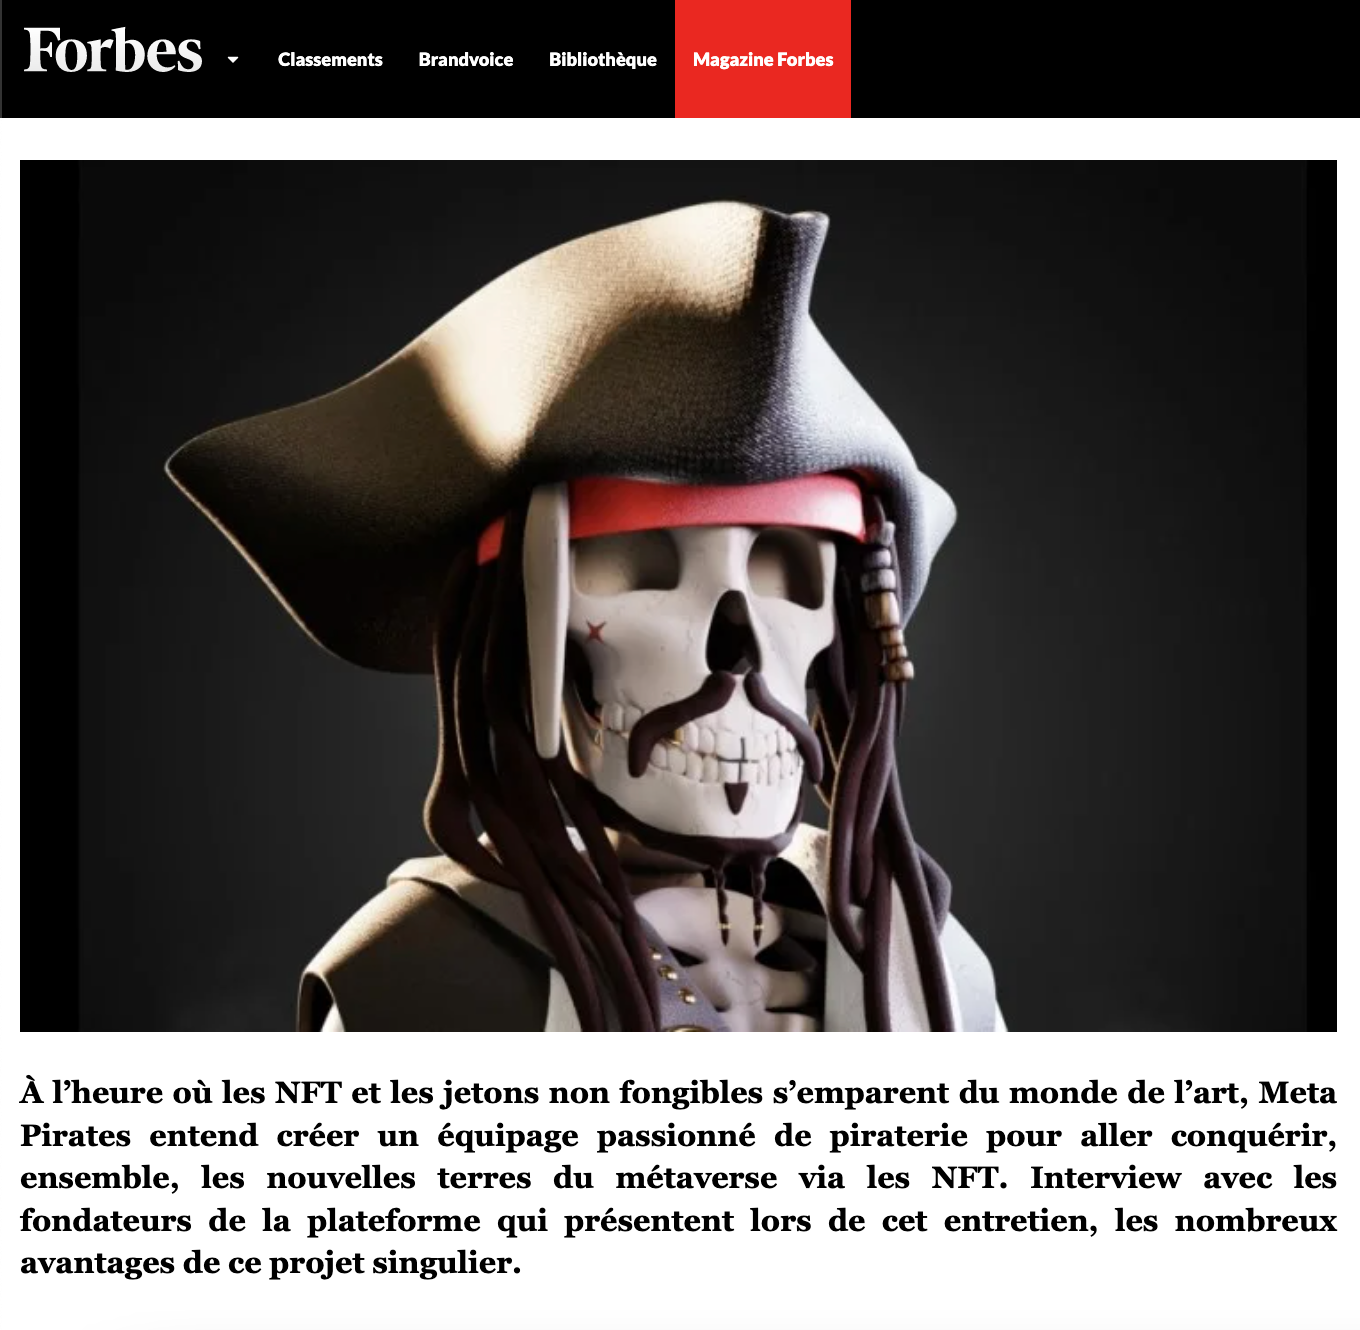 Forbes
Classements
Brandvoice
Bibliothèque
Magazine Forbes
À l’heure où les NFT et les jetons non fongibles s’emparent du monde de l’art, Meta
Pirates entend créer un équipage passionné de piraterie pour aller conquérir,
ensemble, les nouvelles terres du métaverse via les NFT. Interview avec les
fondateurs de la plateforme qui présentent lors de cet entretien, les nombreux
avantages de ce projet singulier.